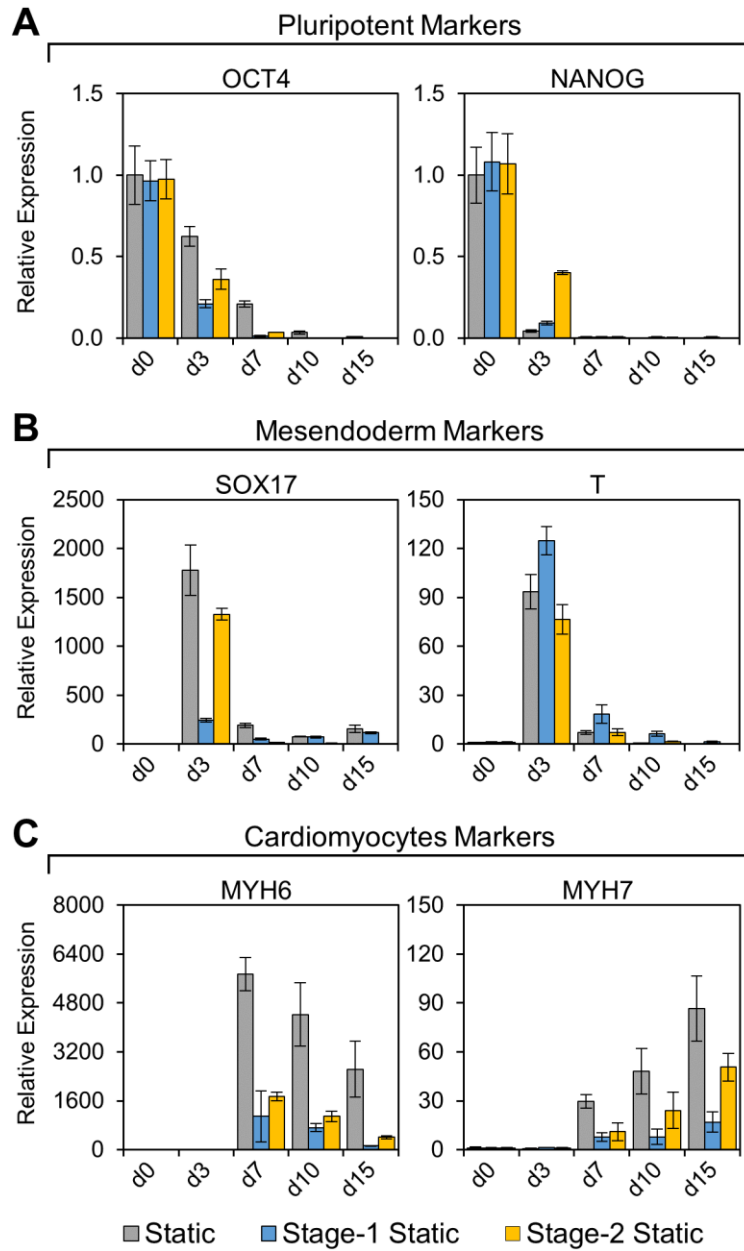 A
Pluripotent Markers
OCT4
NANOG
Relative Expression
1.5
1.0
0.5
0.0
d0
d3
d7
d10
d15
1.5
1.0
0.5
0.0
d0
d3
d7
d10
d15
B
Mesendoderm Markers
SOX17
T
Relative Expression
2500
2000
1500
1000
500
0
d0
d3
d7
d10
d15
150
120
90
60
30
0
d0
d3
d7
d10
d15
C
Cardiomyocytes Markers
MYH6
MYH7
Relative Expression
8000
6400
4800
3200
1600
0
d0
d3
d7
d10
d15
150
120
90
60
30
0
d0
d3
d7
d10
d15
Static Stage-1 Static Stage-2 Static